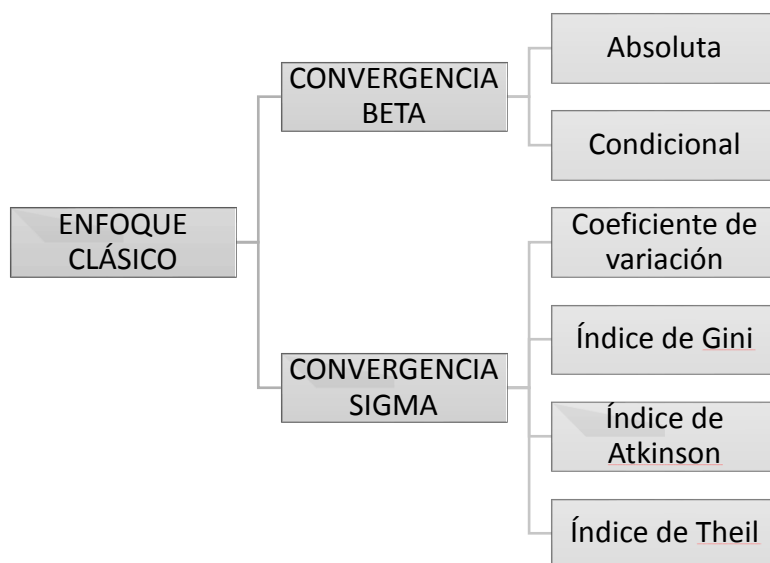 ENFOQUE
CLÁSICO
CONVERGENCIA
BETA
Absoluta
Condicional
CONVERGENCIA
SIGMA
Coeficiente de
variación
Índice de Gini
Índice de
Atkinson
Índice de Theil